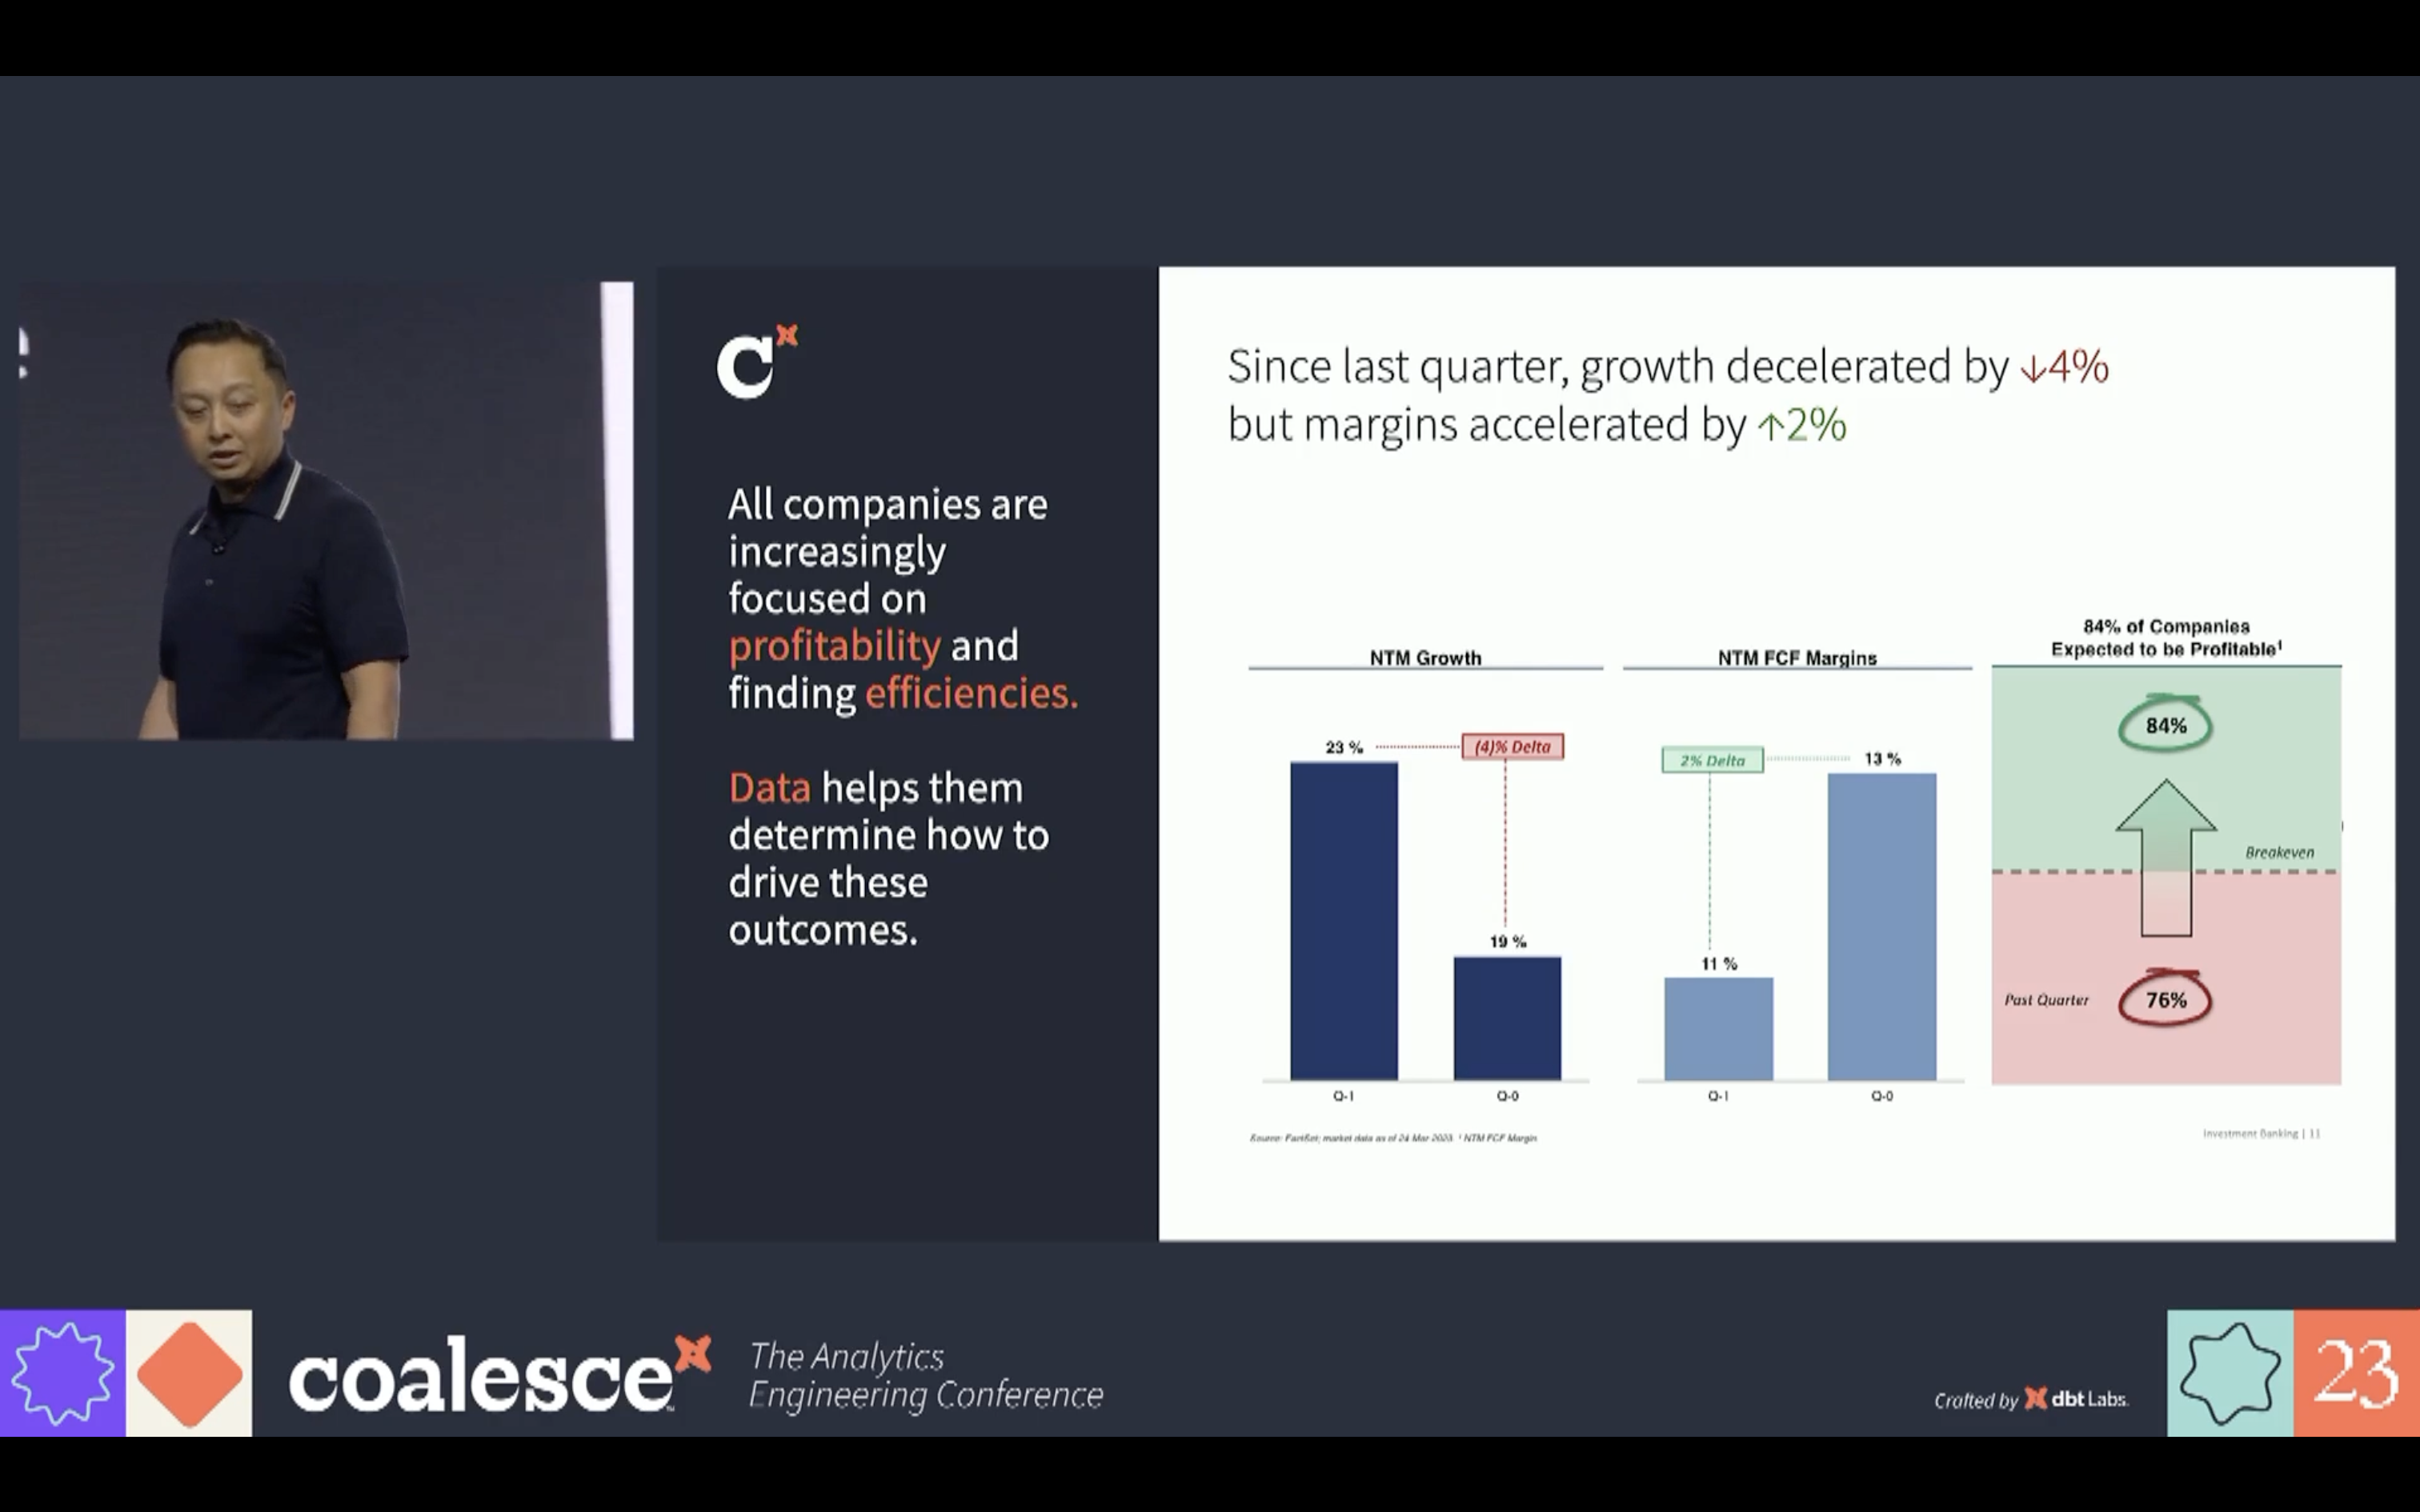 C
All companies are
increasingly
focused on
profitability and
finding efficiencies.
Data helps them
determine how to
drive these
outcomes.
Since last quarter, growth decelerated by ↓4%
but margins accelerated by ↑2%
NTM Growth
23 %
(4)% Delta
19 %
Q-1
Q-0
NTM FCF Margins
2% Delta
13 %
11 %
Q-1
Q-0
84% of Companies
Expected to be Profitable¹
84%
Breakeven
Past Quarter
76%
Source: FactSet; market data as of 24 Mar 2023. ¹ NTM FCF Margin
Investment Banking | 11
coalesce
The Analytics
Engineering Conference
Crafted by dbt Labs.
23